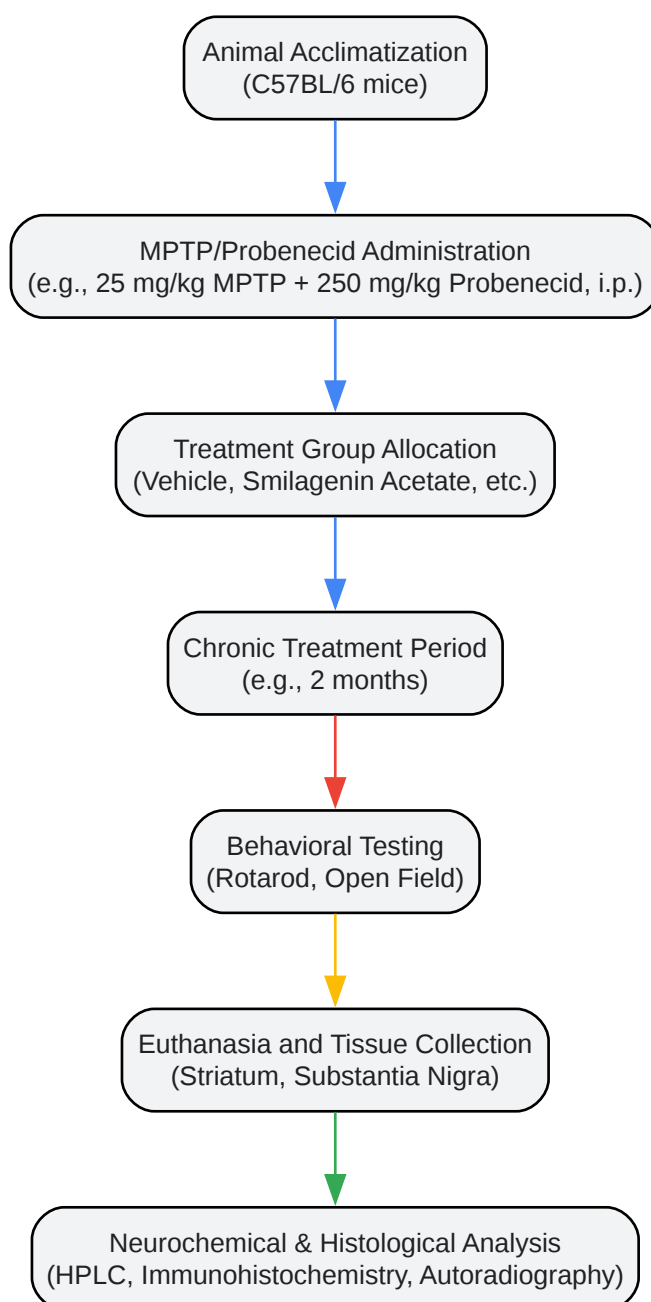 Animal Acclimatization
(C57BL/6 mice)
MPTP/Probenecid Administration
(e.g., 25 mg/kg MPTP + 250 mg/kg Probenecid, i.p.)
Treatment Group Allocation
(Vehicle, Smilagenin Acetate, etc.)
Chronic Treatment Period
(e.g., 2 months)
Behavioral Testing
(Rotarod, Open Field)
Euthanasia and Tissue Collection
(Striatum, Substantia Nigra)
Neurochemical & Histological Analysis
(HPLC, Immunohistochemistry, Autoradiography)